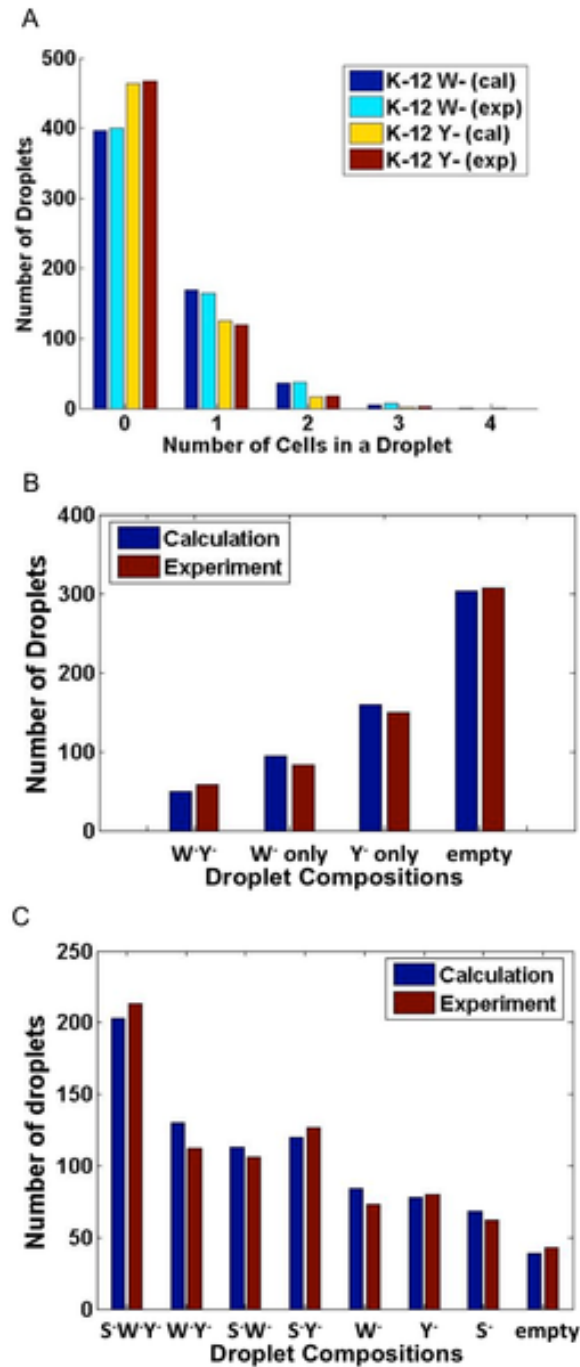 A
500
400
300
200
100
0
Number of Droplets
K-12 W- (cal)
K-12 W- (exp)
K-12 Y- (cal)
K-12 Y- (exp)
0 1 2 3 4
Number of Cells in a Droplet
B
400
300
200
100
0
Number of Droplets
Calculation
Experiment
W⁻Y⁻ W⁻ only Y⁻ only empty
Droplet Compositions
C
250
200
150
100
50
0
Number of droplets
Calculation
Experiment
S⁻W⁻Y⁻ W⁻Y⁻ S⁻W⁻ S⁻Y⁻ W⁻ Y⁻ S⁻ empty
Droplet Compositions